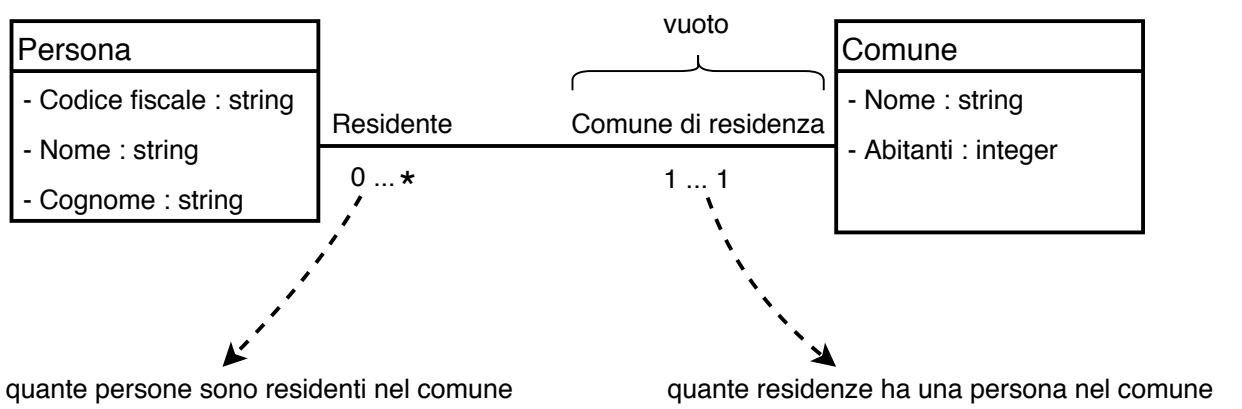 vuoto
Persona
- Codice fiscale : string
- Nome : string
- Cognome : string
Residente
0 ... *
Comune di residenza
1 ... 1
Comune
- Nome : string
- Abitanti : integer
quante persone sono residenti nel comune
quante residenze ha una persona nel comune